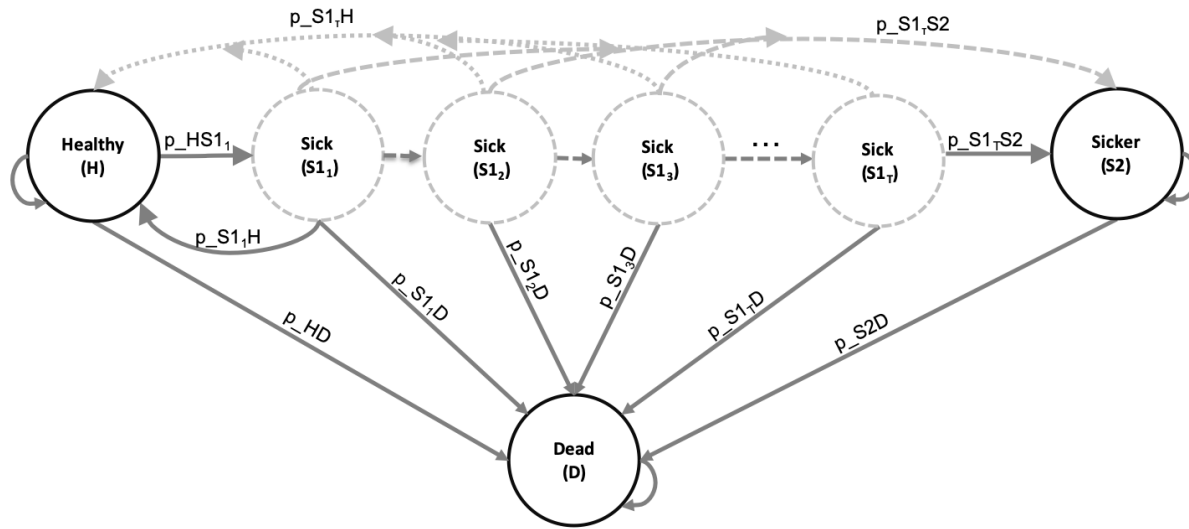 p_S1ₜH
p_S1ₜS2
Healthy
(H)
p_HS1₁
Sick
(S1₁)
Sick
(S1₂)
Sick
(S1₃)
...
Sick
(S1ₜ)
p_S1ₜS2
Sicker
(S2)
p_S1₁H
p_HD
p_S1₁D
p_S1₂D
p_S1₃D
p_S1ₜD
p_S2D
Dead
(D)